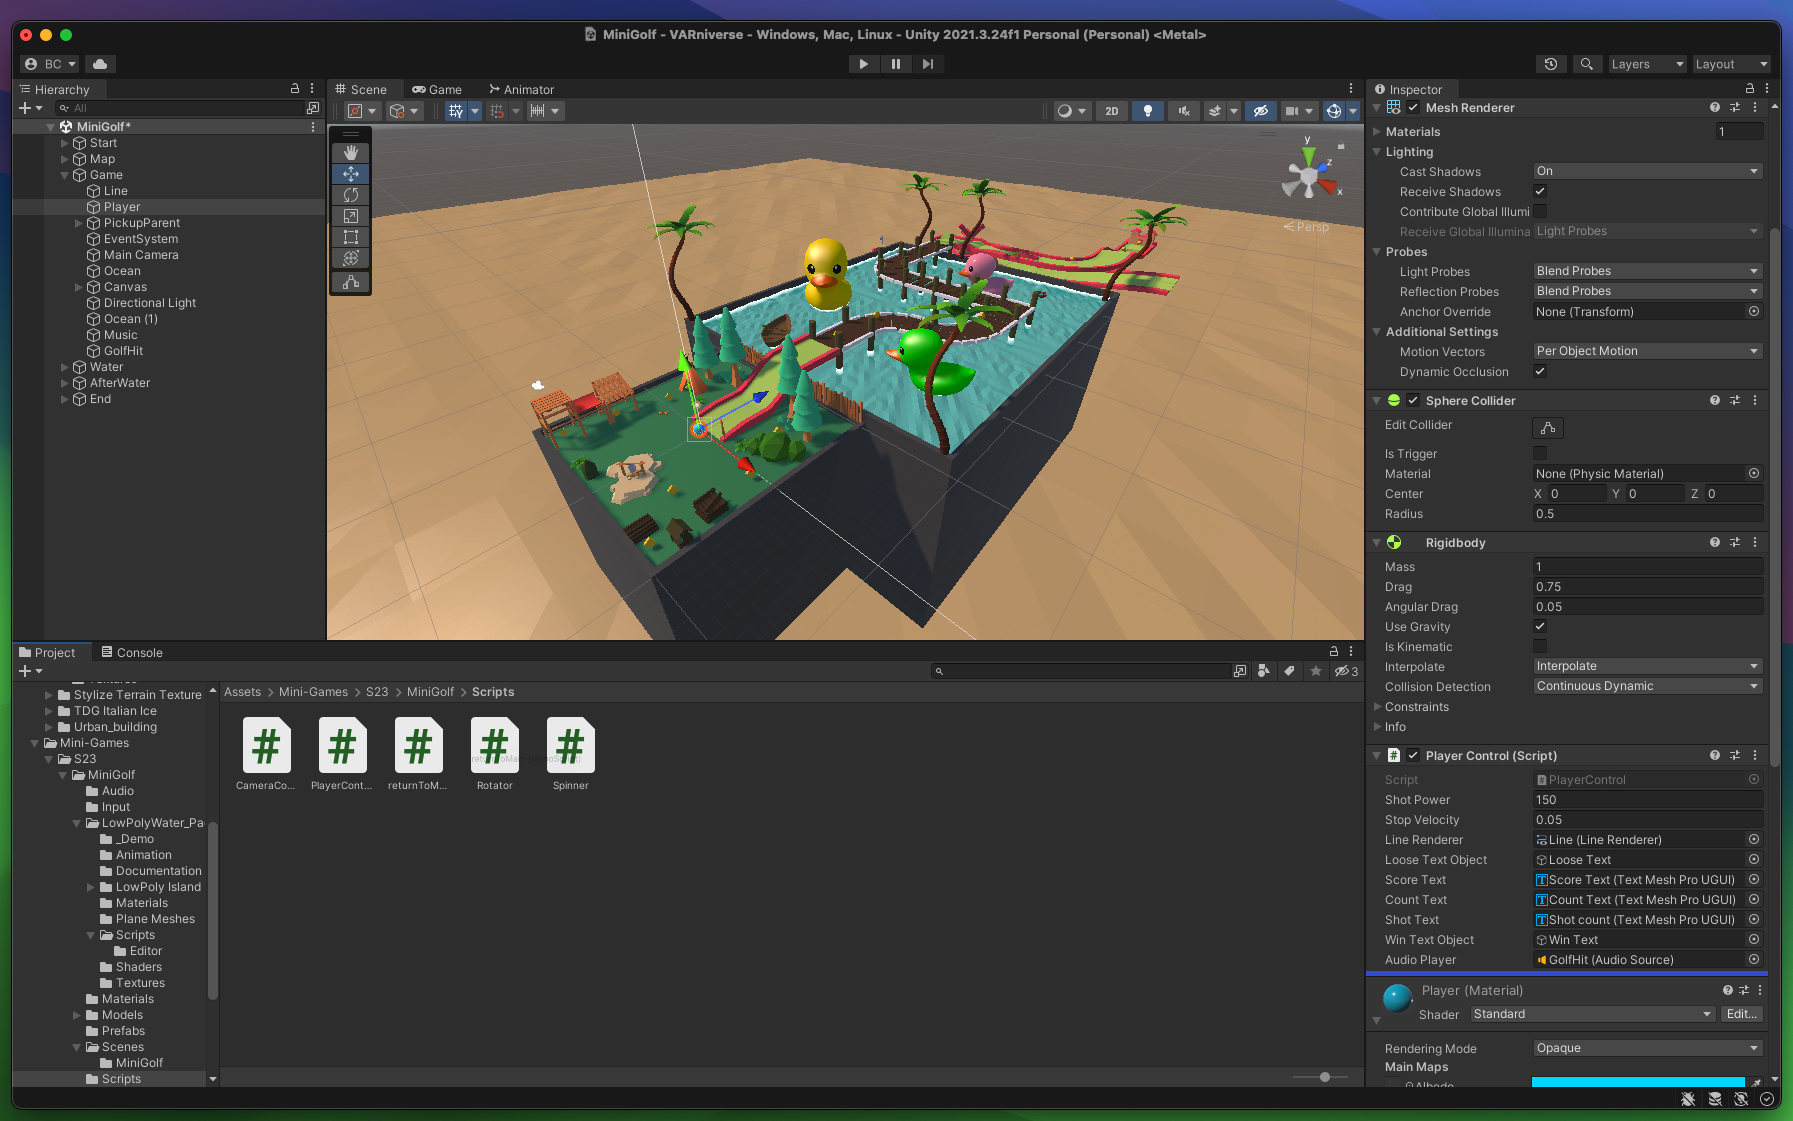 MiniGolf - VARniverse - Windows, Mac, Linux - Unity 2021.3.24f1 Personal (Personal) <Metal>
BC
Layers
Layout
Hierarchy
All
MiniGolf*
Start
Map
Game
Line
Player
PickupParent
EventSystem
Main Camera
Ocean
Canvas
Directional Light
Ocean (1)
Music
GolfHit
Water
AfterWater
End
Scene
Game
Animator
2D
y
z
x
Persp
Inspector
Mesh Renderer
Materials 1
Lighting
Cast Shadows On
Receive Shadows
Contribute Global Illumi
Receive Global Illumina Light Probes
Probes
Light Probes Blend Probes
Reflection Probes Blend Probes
Anchor Override None (Transform)
Additional Settings
Motion Vectors Per Object Motion
Dynamic Occlusion
Sphere Collider
Edit Collider
Is Trigger
Material None (Physic Material)
Center X 0 Y 0 Z 0
Radius 0.5
Rigidbody
Mass 1
Drag 0.75
Angular Drag 0.05
Use Gravity
Is Kinematic
Interpolate Interpolate
Collision Detection Continuous Dynamic
Constraints
Info
# Player Control (Script)
Script PlayerControl
Shot Power 150
Stop Velocity 0.05
Line Renderer Line (Line Renderer)
Loose Text Object Loose Text
Score Text Score Text (Text Mesh Pro UGUI)
Count Text Count Text (Text Mesh Pro UGUI)
Shot Text Shot count (Text Mesh Pro UGUI)
Win Text Object Win Text
Audio Player GolfHit (Audio Source)
Player (Material)
Shader Standard Edit...
Rendering Mode Opaque
Main Maps
Albedo
Project
Console
3
Stylize Terrain Texture
TDG Italian Ice
Urban_building
Mini-Games
S23
MiniGolf
Audio
Input
LowPolyWater_Pa
_Demo
Animation
Documentation
LowPoly Island
Materials
Plane Meshes
Scripts
Editor
Shaders
Textures
Materials
Models
Prefabs
Scenes
MiniGolf
Scripts
Assets > Mini-Games > S23 > MiniGolf > Scripts
# # # # #
CameraCo... PlayerCont... returnToM... Rotator Spinner